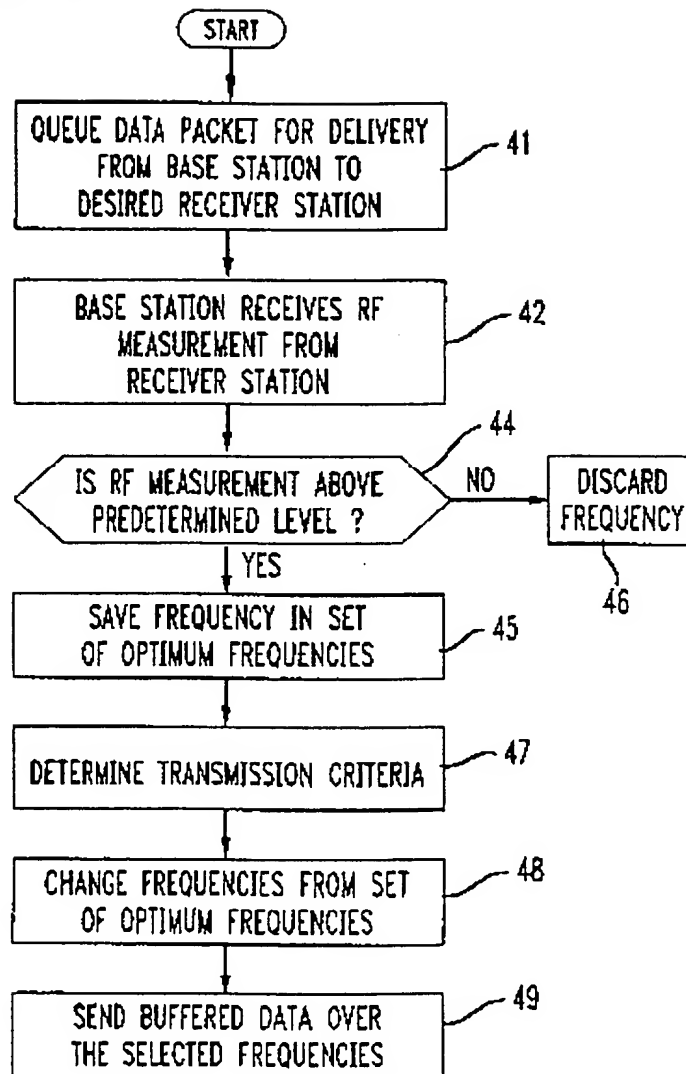 START
QUEUE DATA PACKET FOR DELIVERY
FROM BASE STATION TO
DESIRED RECEIVER STATION
41
BASE STATION RECEIVES RF
MEASUREMENT FROM
RECEIVER STATION
42
44
IS RF MEASUREMENT ABOVE
PREDETERMINED LEVEL ?
NO
DISCARD
FREQUENCY
46
YES
SAVE FREQUENCY IN SET
OF OPTIMUM FREQUENCIES
45
DETERMINE TRANSMISSION CRITERIA
47
CHANGE FREQUENCIES FROM SET
OF OPTIMUM FREQUENCIES
48
SEND BUFFERED DATA OVER
THE SELECTED FREQUENCIES
49